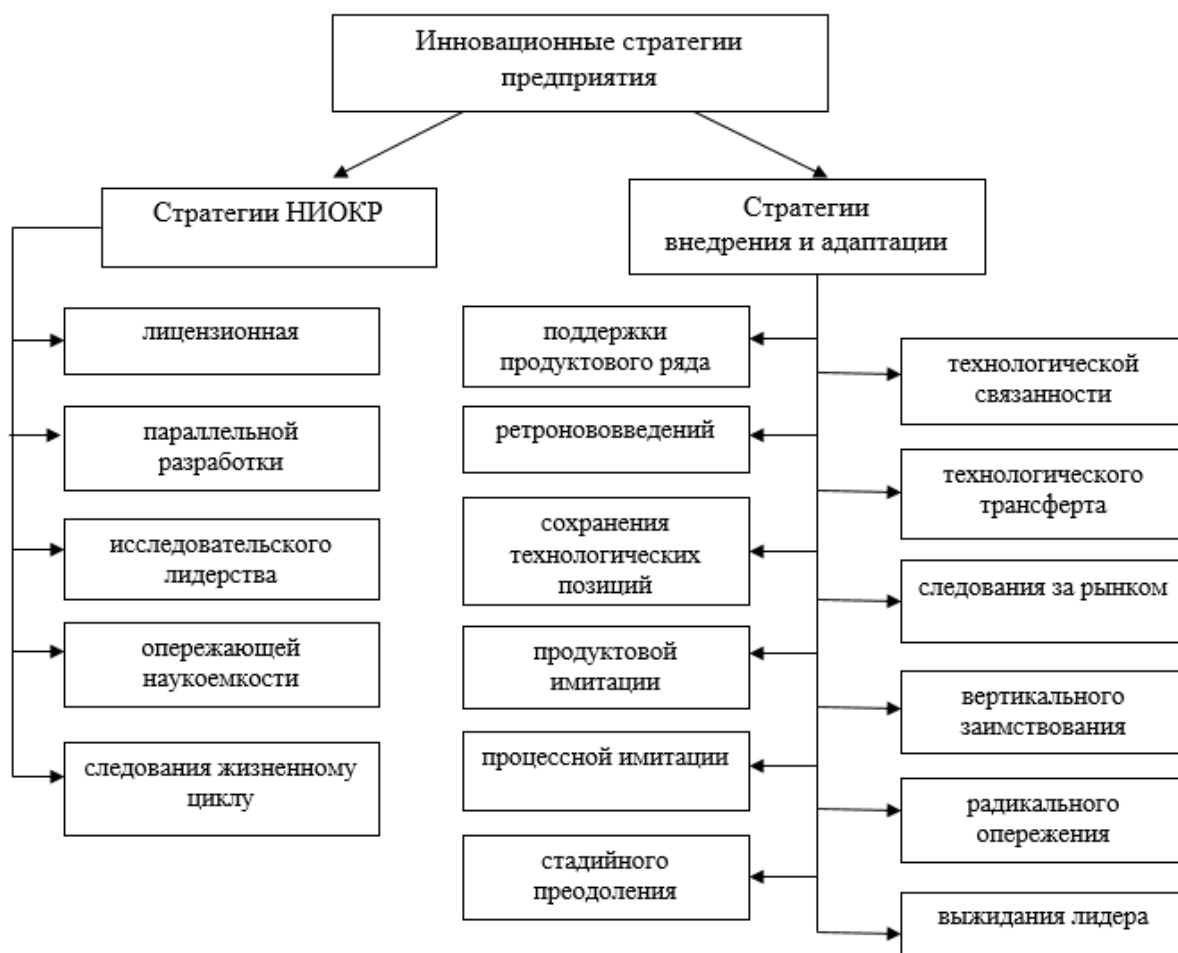 Инновационные стратегии
предприятия
Стратегии НИОКР
лицензионная
параллельной
разработки
исследовательского
лидерства
опережающей
наукоемкости
следования жизненному
циклу
Стратегии
внедрения и адаптации
поддержки
продуктового ряда
ретронововведений
сохранения
технологических
позиций
продуктовой
имитации
процессной имитации
стадийного
преодоления
технологической
связанности
технологического
трансферта
следования за рынком
вертикального
заимствования
радикального
опережения
выжидания лидера